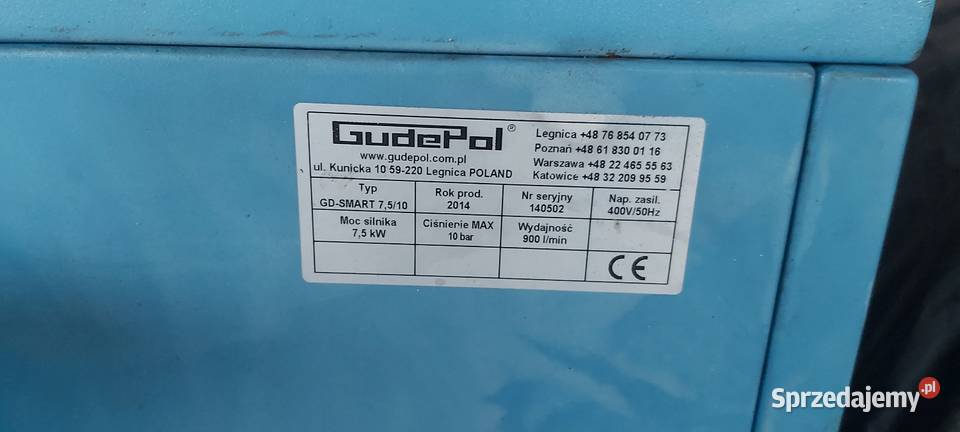 GUDEPOL®
www.gudepol.com.pl
ul. Kunicka 10 59-220 Legnica POLAND
Legnica +48 76 854 07 73
Poznań +48 61 830 01 16
Warszawa +48 22 465 55 63
Katowice +48 32 209 95 59
Typ
GD-SMART 7,5/10
Rok prod.
2014
Nr seryjny
140502
Nap. zasil.
400V/50Hz
Moc silnika
7,5 kW
Ciśnienie MAX
10 bar
Wydajność
900 l/min
CE
Sprzedajemy.pl